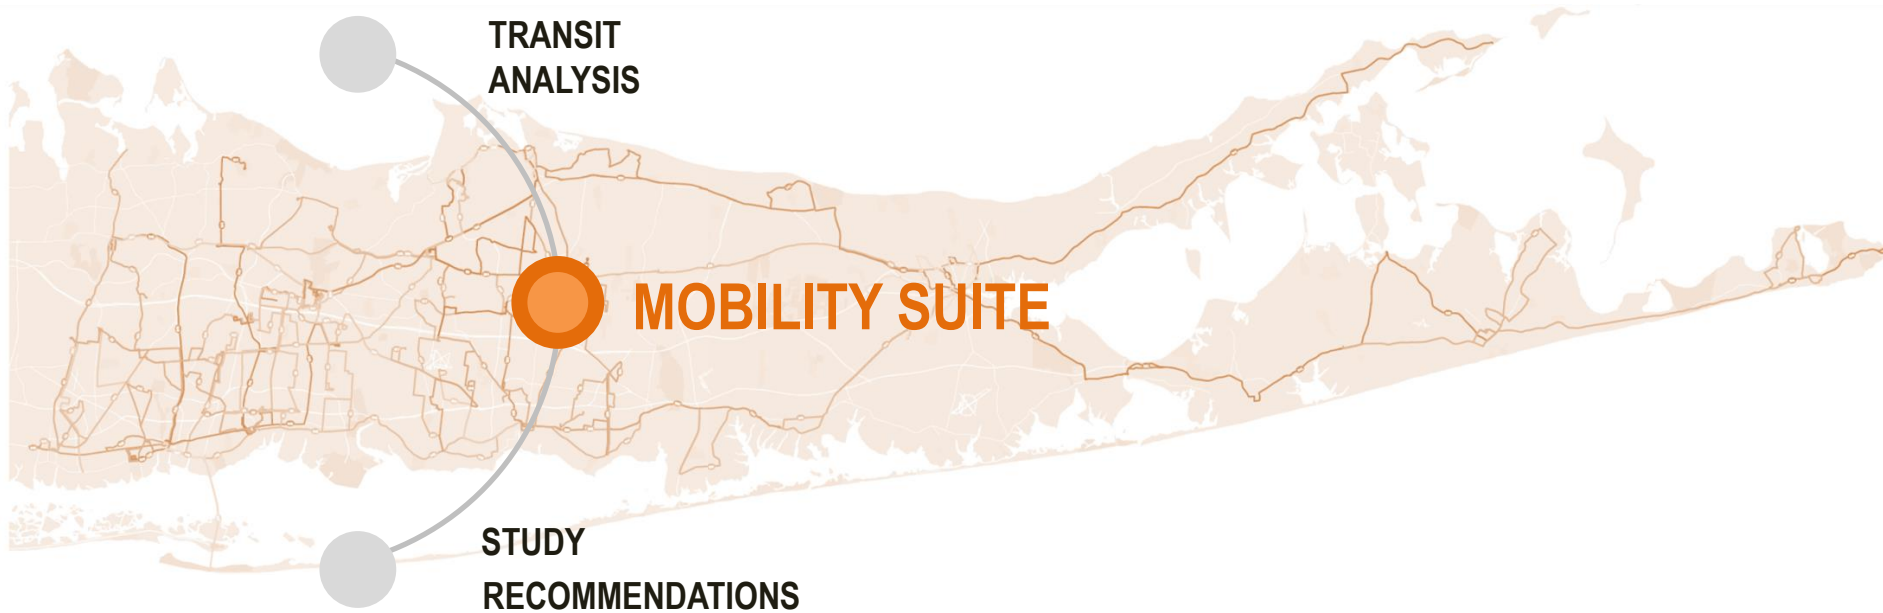 TRANSIT
ANALYSIS
MOBILITY SUITE
STUDY
RECOMMENDATIONS